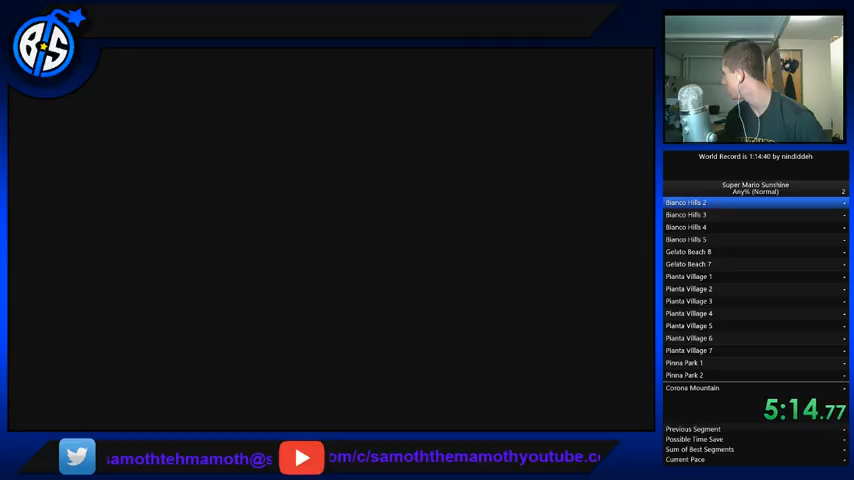 BS
World Record is 1:14:40 by nindiddeh
Super Mario Sunshine
Any% (Normal) 2
Bianco Hills 2 -
Bianco Hills 3 -
Bianco Hills 4 -
Bianco Hills 5 -
Gelato Beach 8 -
Gelato Beach 7 -
Pianta Village 1 -
Pianta Village 2 -
Pianta Village 3 -
Pianta Village 4 -
Pianta Village 5 -
Pianta Village 6 -
Pianta Village 7 -
Pinna Park 1 -
Pinna Park 2 -
Corona Mountain -
5:14.77
Previous Segment -
Possible Time Save -
Sum of Best Segments -
Current Pace -
samothtehmamoth@s
om/c/samoththemamothyoutube.c